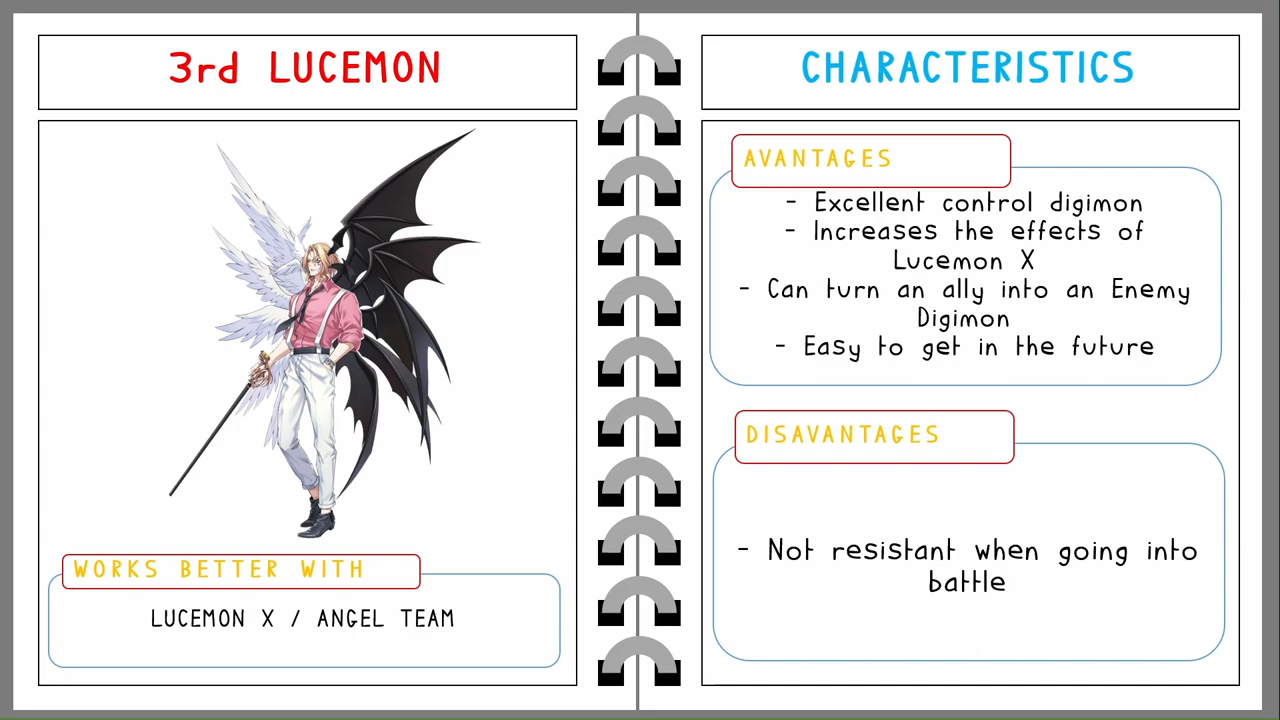 3rd LUCEMON
WORKS BETTER WITH
LUCEMON X / ANGEL TEAM
CHARACTERISTICS
AVANTAGES
- Excellent control digimon
- Increases the effects of
Lucemon X
- Can turn an ally into an Enemy
Digimon
- Easy to get in the future
DISAVANTAGES
- Not resistant when going into
battle